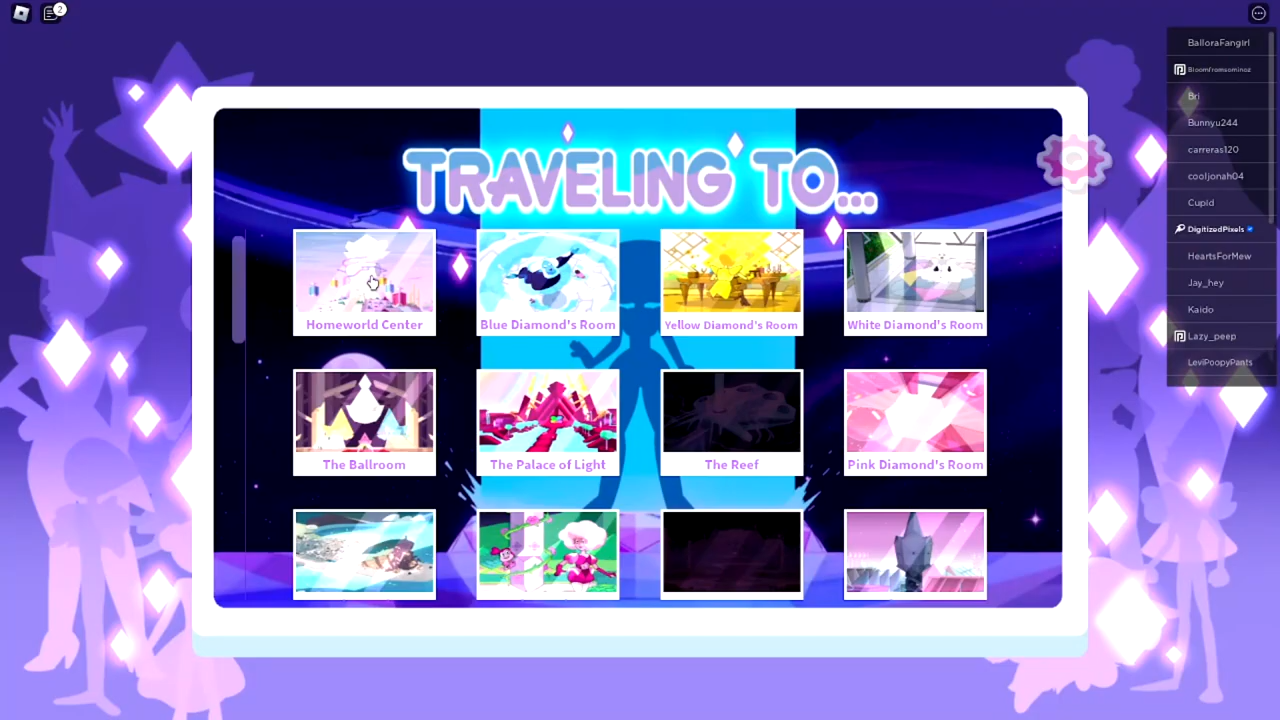 2
TRAVELING TO...
Homeworld Center
Blue Diamond's Room
Yellow Diamond's Room
White Diamond's Room
The Ballroom
The Palace of Light
The Reef
Pink Diamond's Room
BalloraFangirl
Bri
Bunnyu244
carreras120
cooljonah04
Cupid
DigitizedPixels
HeartsForMew
Jay_hey
Kaido
Lazy_peep
LeviPoopyPants